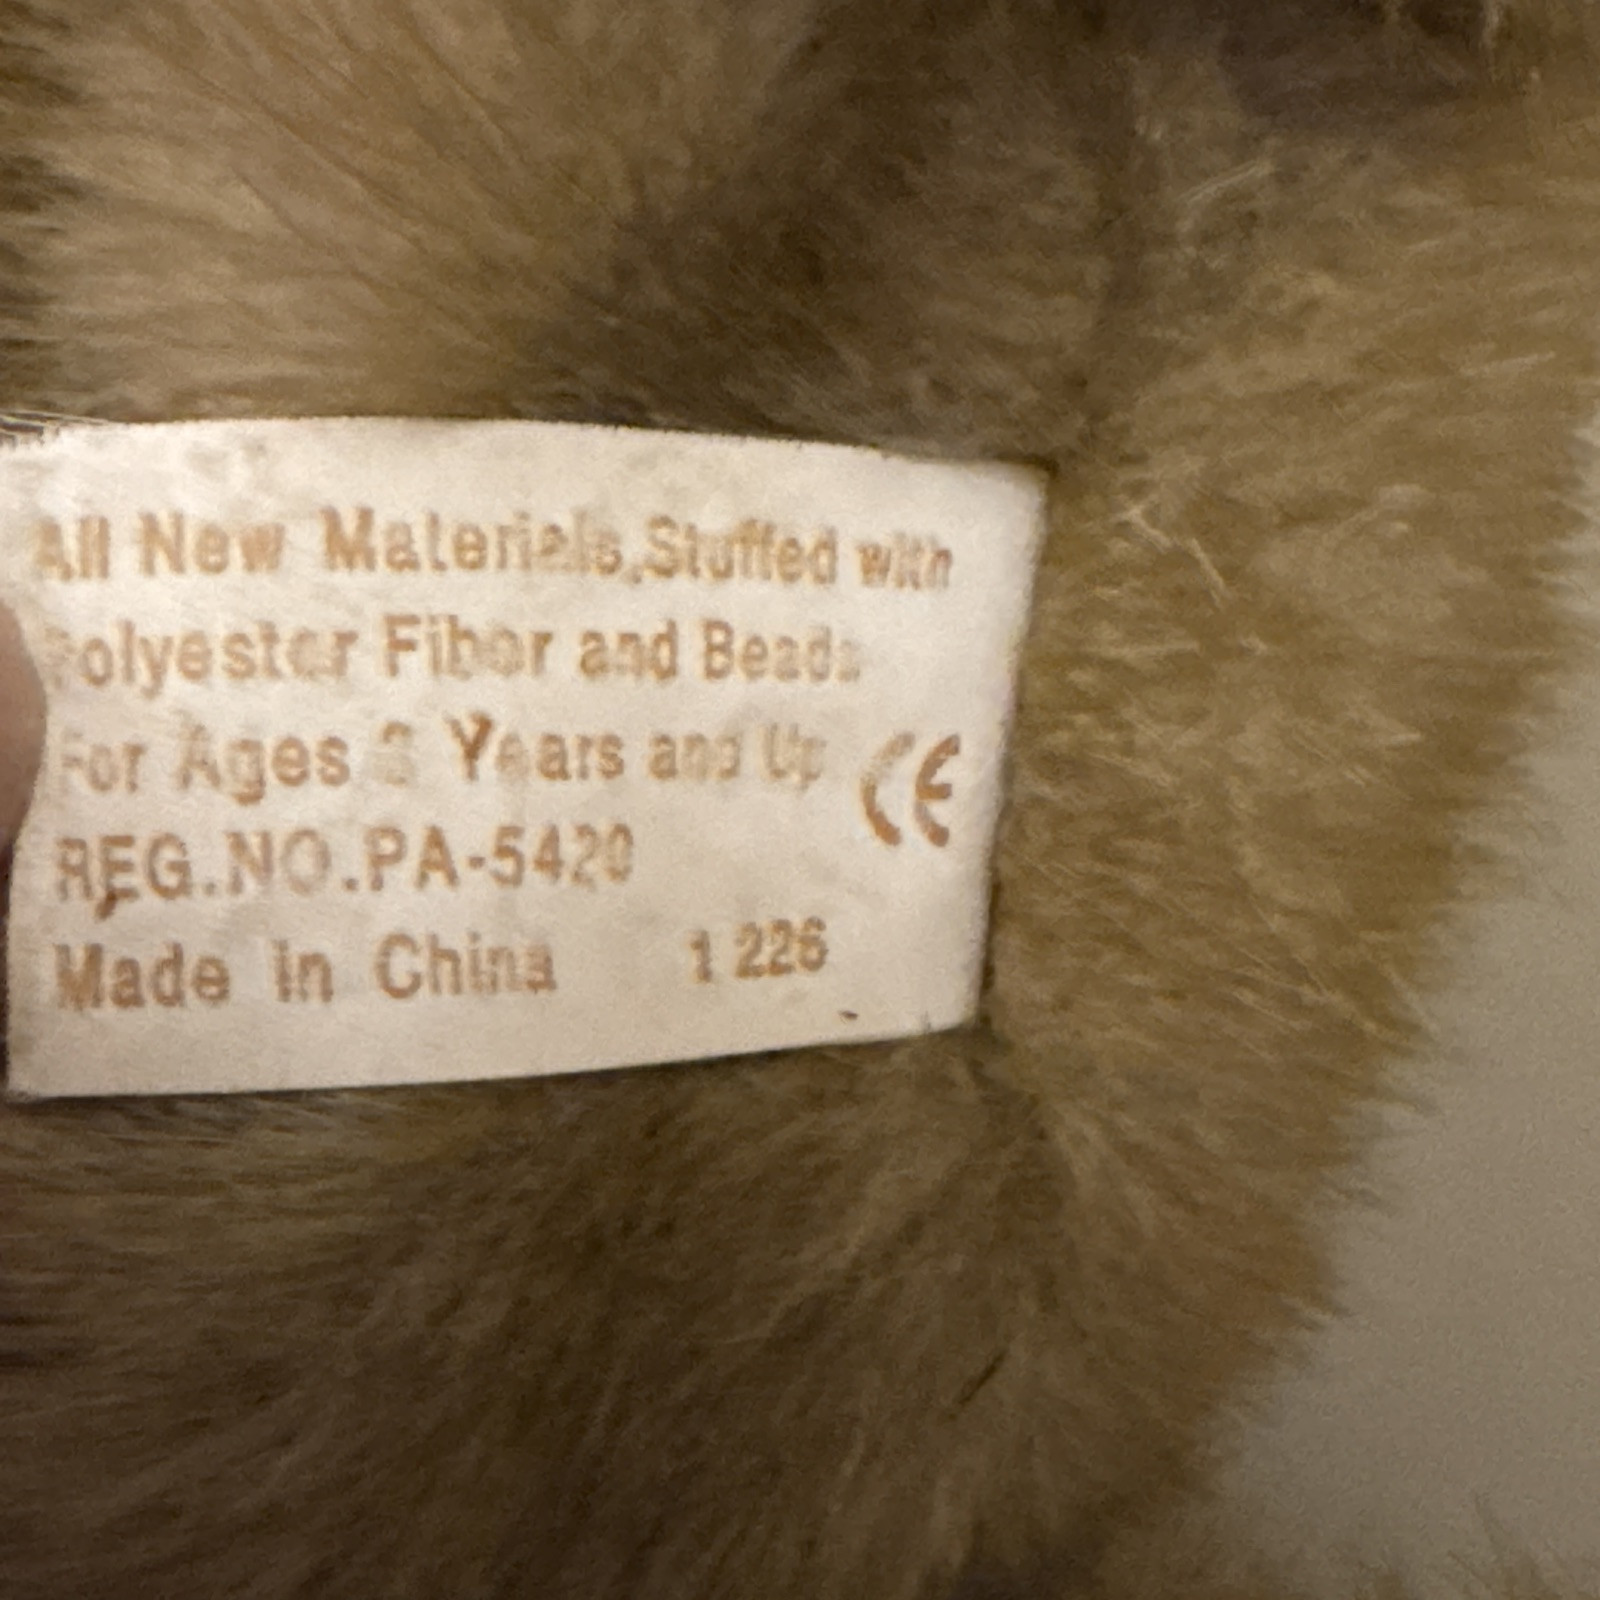 All New Materials,Stuffed with
Polyester Fiber and Beads
For Ages 3 Years and Up CE
REG.NO.PA-5420
Made in China 1 226